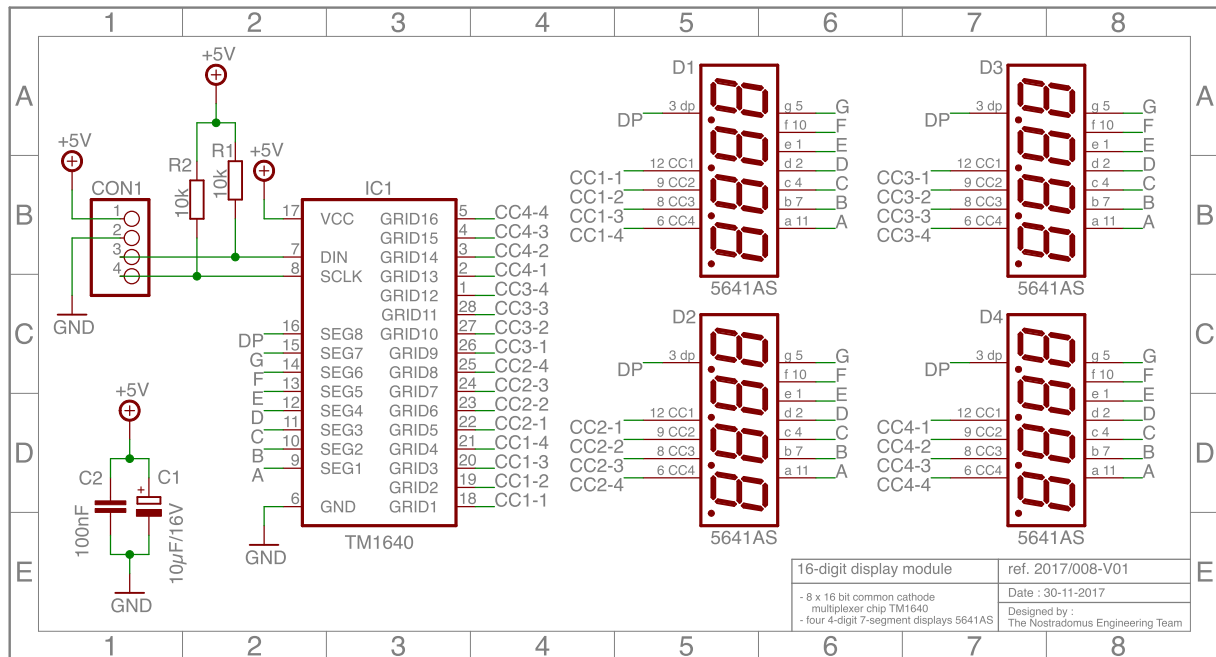 1 2 3 4 5 6 7 8
A
B
C
D
E
A
B
C
D
E
1 2 3 4 5 6 7 8
+5V
+5V
R2
10k
R1
10k
+5V
CON1
1
2
3
4
GND
+5V
C2
100nF
+
C1
10µF/16V
GND
IC1
17 VCC
7 DIN
8 SCLK
DP 16 SEG8
G 15 SEG7
F 14 SEG6
E 13 SEG5
D 12 SEG4
C 11 SEG3
B 10 SEG2
A 9 SEG1
6 GND
GND
GRID16 5 CC4-4
GRID15 4 CC4-3
GRID14 3 CC4-2
GRID13 2 CC4-1
GRID12 1 CC3-4
GRID11 28 CC3-3
GRID10 27 CC3-2
GRID9 26 CC3-1
GRID8 25 CC2-4
GRID7 24 CC2-3
GRID6 23 CC2-2
GRID5 22 CC2-1
GRID4 21 CC1-4
GRID3 20 CC1-3
GRID2 19 CC1-2
GRID1 18 CC1-1
TM1640
D1
DP 3 dp
CC1-1 12 CC1
CC1-2 9 CC2
CC1-3 8 CC3
CC1-4 6 CC4
g 5 G
f 10 F
e 1 E
d 2 D
c 4 C
b 7 B
a 11 A
5641AS
D3
DP 3 dp
CC3-1 12 CC1
CC3-2 9 CC2
CC3-3 8 CC3
CC3-4 6 CC4
g 5 G
f 10 F
e 1 E
d 2 D
c 4 C
b 7 B
a 11 A
5641AS
D2
DP 3 dp
CC2-1 12 CC1
CC2-2 9 CC2
CC2-3 8 CC3
CC2-4 6 CC4
g 5 G
f 10 F
e 1 E
d 2 D
c 4 C
b 7 B
a 11 A
5641AS
D4
DP 3 dp
CC4-1 12 CC1
CC4-2 9 CC2
CC4-3 8 CC3
CC4-4 6 CC4
g 5 G
f 10 F
e 1 E
d 2 D
c 4 C
b 7 B
a 11 A
5641AS
16-digit display module
ref. 2017/008-V01
- 8 x 16 bit common cathode
multiplexer chip TM1640
- four 4-digit 7-segment displays 5641AS
Date : 30-11-2017
Designed by :
The Nostradomus Engineering Team